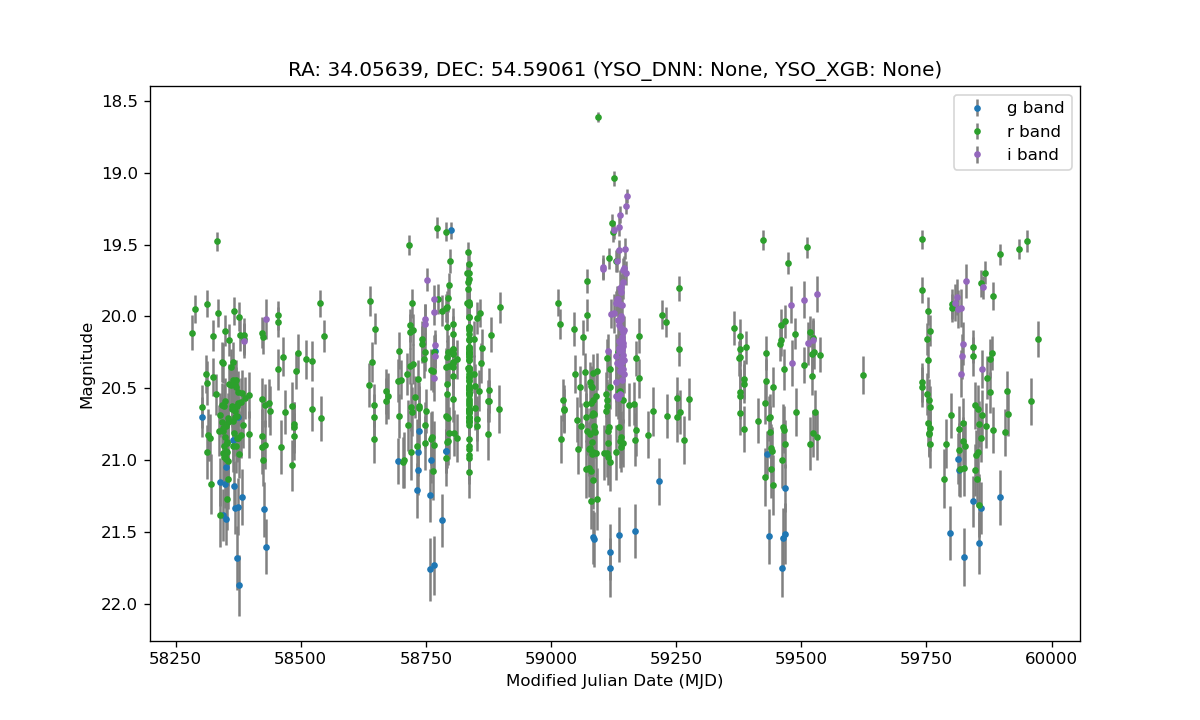 RA: 34.05639, DEC: 54.59061 (YSO_DNN: None, YSO_XGB: None)
g band
r band
i band
18.5
19.0
19.5
20.0
20.5
21.0
21.5
22.0
Magnitude
58250 58500 58750 59000 59250 59500 59750 60000
Modified Julian Date (MJD)